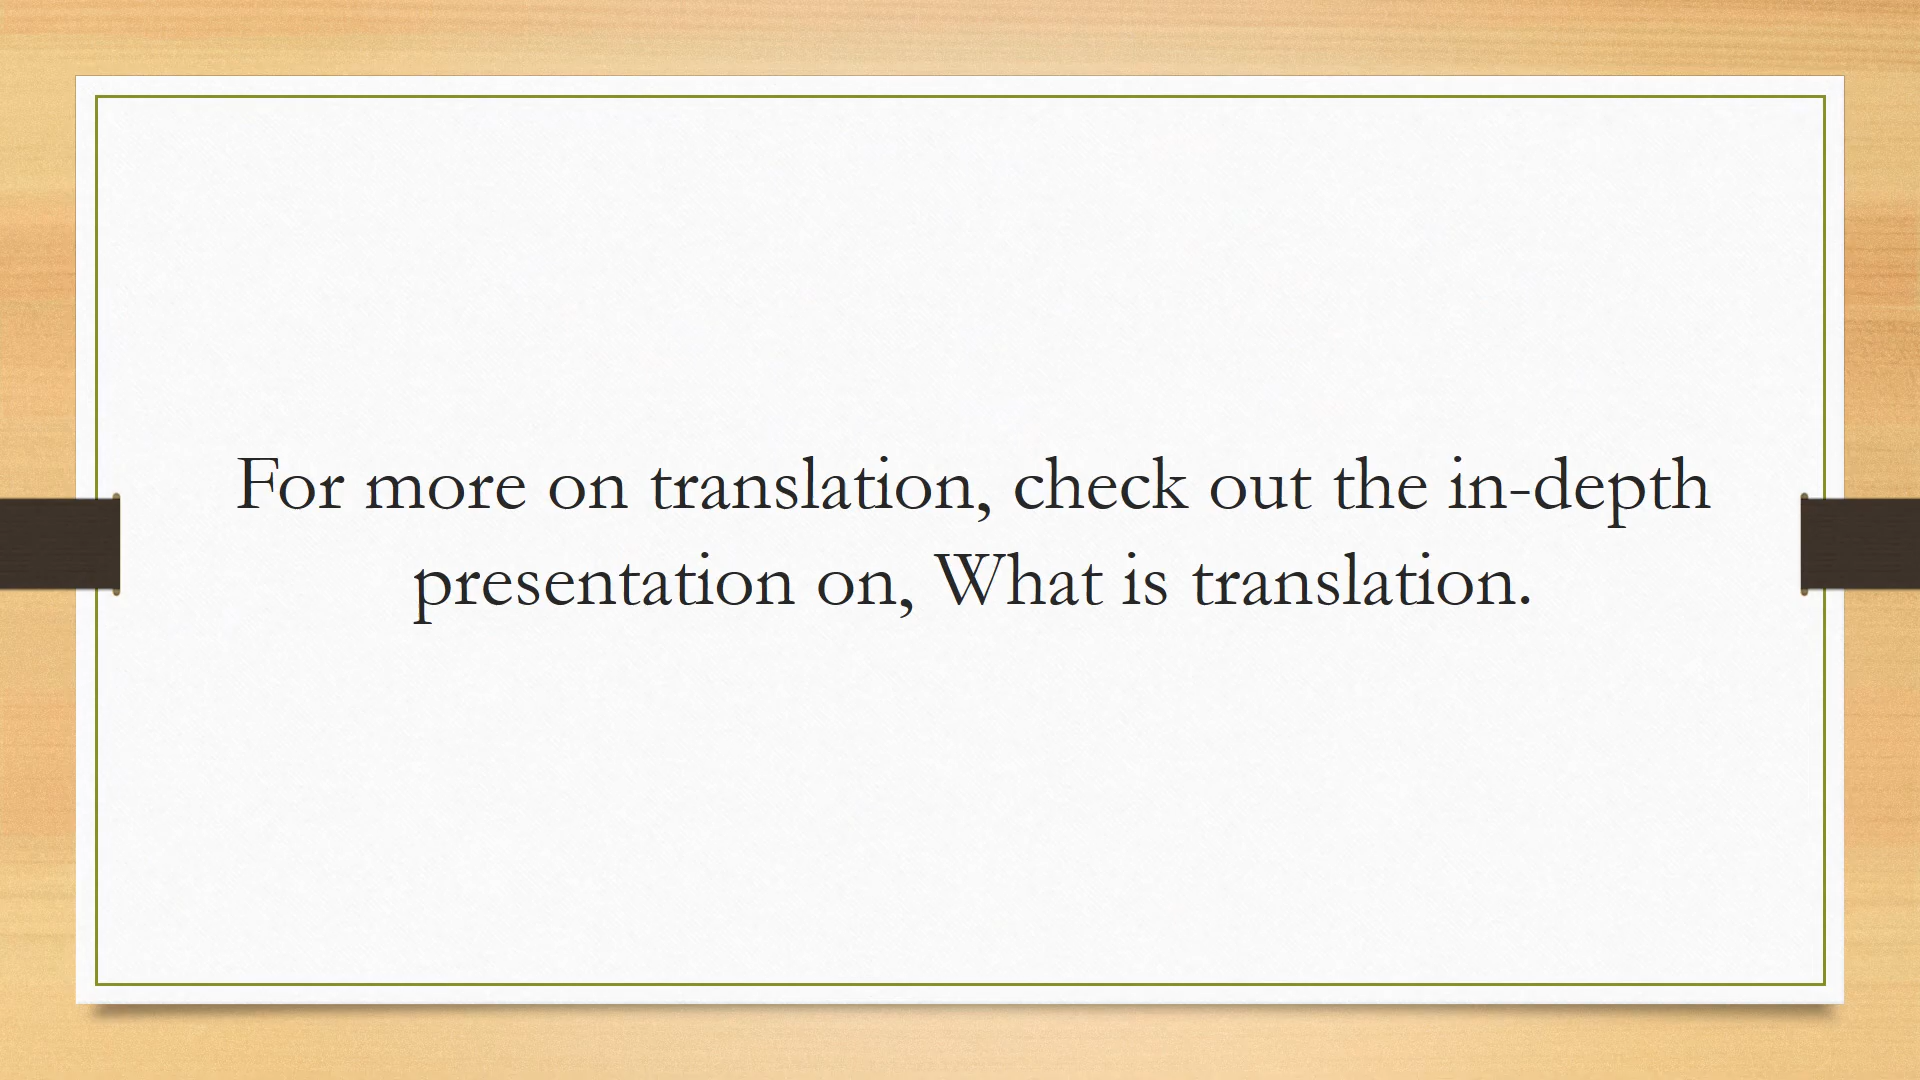 For more on translation, check out the in-depth
presentation on, What is translation.